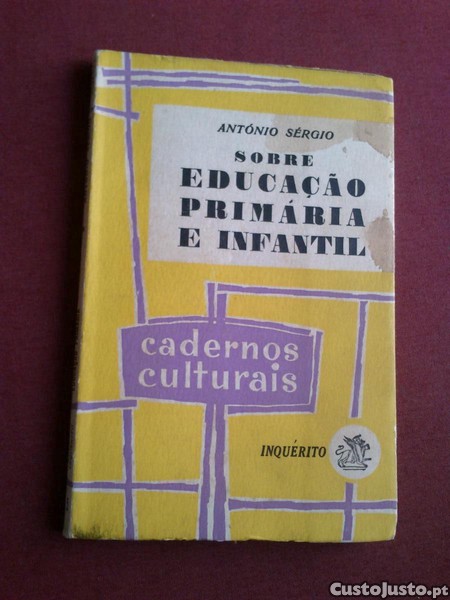 ANTÓNIO SÉRGIO
SOBRE
EDUCAÇÃO
PRIMÁRIA
E INFANTIL
cadernos
culturais
INQUÉRITO
CustoJusto.pt